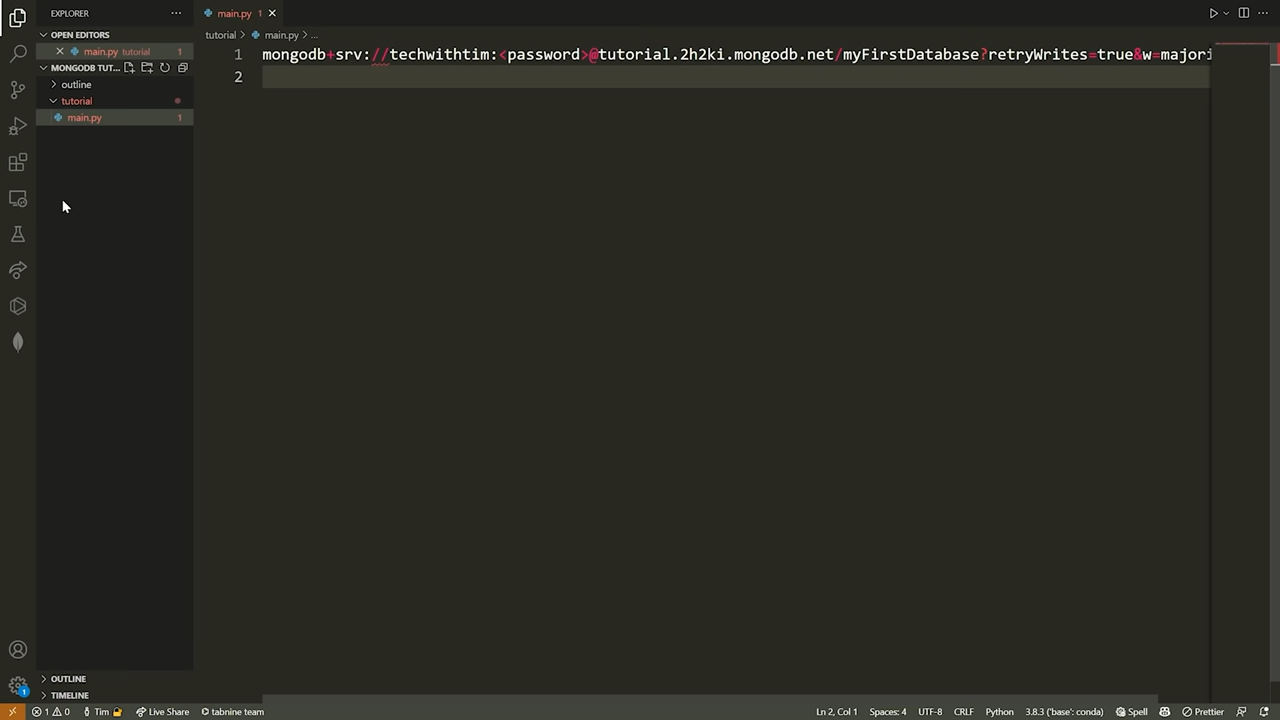 EXPLORER
OPEN EDITORS
main.py tutorial 1
MONGODB TUT...
outline
tutorial
main.py 1
OUTLINE
TIMELINE
main.py 1
tutorial > main.py > ...
1 mongodb+srv://techwithtim:<password>@tutorial.2h2ki.mongodb.net/myFirstDatabase?retryWrites=true&w=majori
2
1
1 0 Tim Live Share tabnine team Ln 2, Col 1 Spaces: 4 UTF-8 CRLF Python 3.8.3 ('base': conda) Spell Prettier